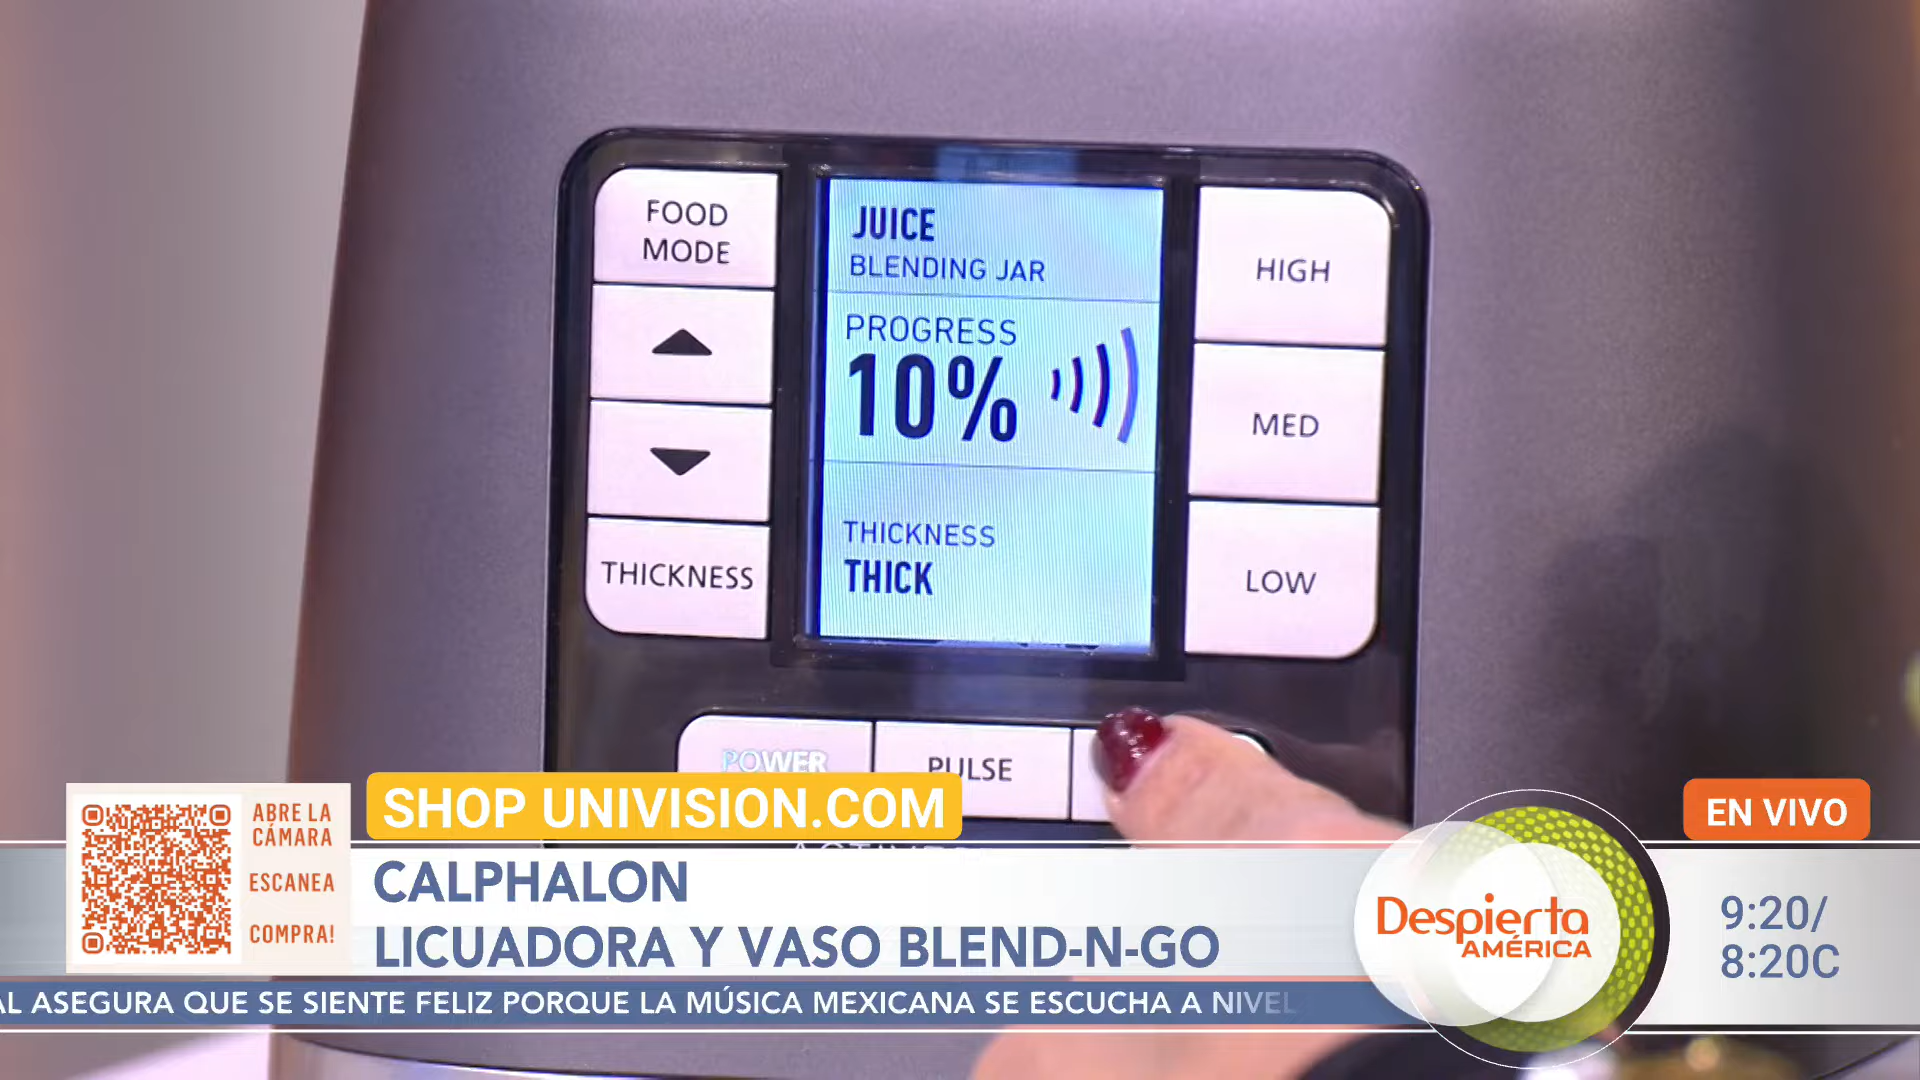 FOOD
MODE
THICKNESS
JUICE
BLENDING JAR
PROGRESS
10%
THICKNESS
THICK
HIGH
MED
LOW
POWER
PULSE
ABRE LA
CÁMARA
ESCANEA
COMPRA!
SHOP UNIVISION.COM
CALPHALON
LICUADORA Y VASO BLEND-N-GO
AL ASEGURA QUE SE SIENTE FELIZ PORQUE LA MÚSICA MEXICANA SE ESCUCHA A NIVEL
Despierta
AMÉRICA
EN VIVO
9:20/
8:20C